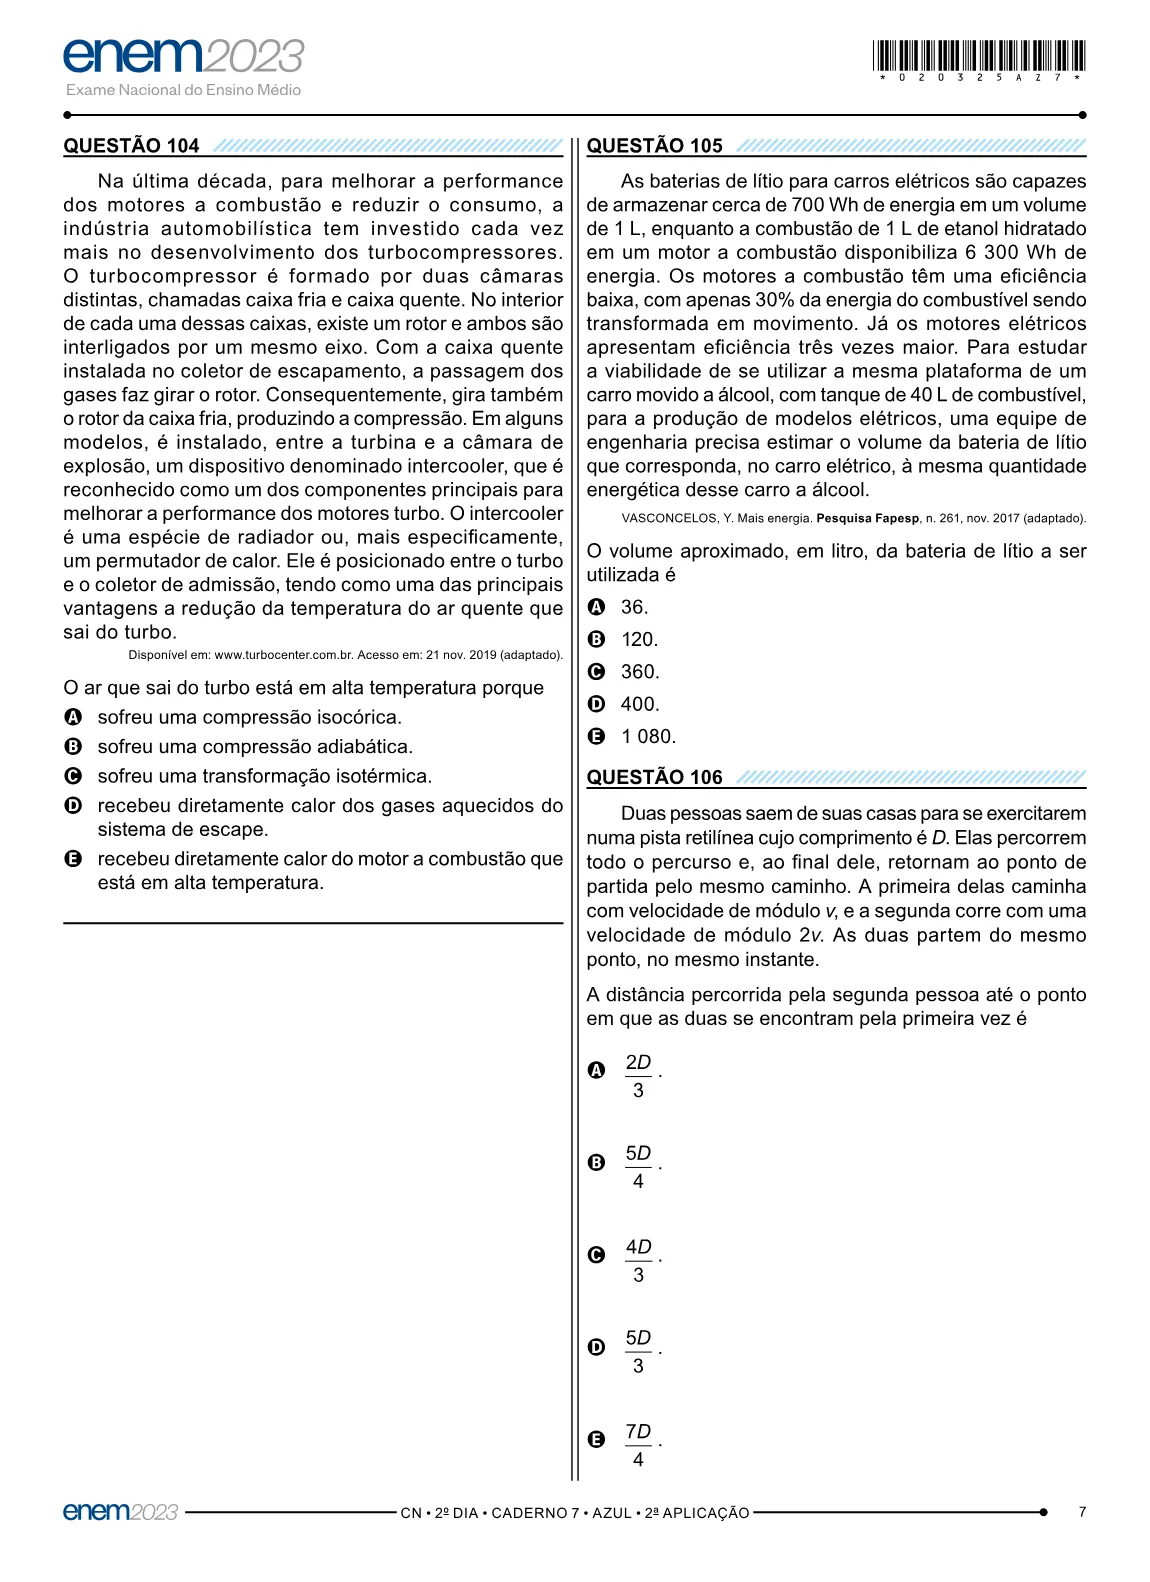 enem2023
Exame Nacional do Ensino Médio
*020325AZ7*
QUESTÃO 104
Na última década, para melhorar a performance
dos motores a combustão e reduzir o consumo, a
indústria automobilística tem investido cada vez
mais no desenvolvimento dos turbocompressores.
O turbocompressor é formado por duas câmaras
distintas, chamadas caixa fria e caixa quente. No interior
de cada uma dessas caixas, existe um rotor e ambos são
interligados por um mesmo eixo. Com a caixa quente
instalada no coletor de escapamento, a passagem dos
gases faz girar o rotor. Consequentemente, gira também
o rotor da caixa fria, produzindo a compressão. Em alguns
modelos, é instalado, entre a turbina e a câmara de
explosão, um dispositivo denominado intercooler, que é
reconhecido como um dos componentes principais para
melhorar a performance dos motores turbo. O intercooler
é uma espécie de radiador ou, mais especificamente,
um permutador de calor. Ele é posicionado entre o turbo
e o coletor de admissão, tendo como uma das principais
vantagens a redução da temperatura do ar quente que
sai do turbo.
Disponível em: www.turbocenter.com.br. Acesso em: 21 nov. 2019 (adaptado).
O ar que sai do turbo está em alta temperatura porque
A sofreu uma compressão isocórica.
B sofreu uma compressão adiabática.
C sofreu uma transformação isotérmica.
D recebeu diretamente calor dos gases aquecidos do
sistema de escape.
E recebeu diretamente calor do motor a combustão que
está em alta temperatura.
QUESTÃO 105
As baterias de lítio para carros elétricos são capazes
de armazenar cerca de 700 Wh de energia em um volume
de 1 L, enquanto a combustão de 1 L de etanol hidratado
em um motor a combustão disponibiliza 6 300 Wh de
energia. Os motores a combustão têm uma eficiência
baixa, com apenas 30% da energia do combustível sendo
transformada em movimento. Já os motores elétricos
apresentam eficiência três vezes maior. Para estudar
a viabilidade de se utilizar a mesma plataforma de um
carro movido a álcool, com tanque de 40 L de combustível,
para a produção de modelos elétricos, uma equipe de
engenharia precisa estimar o volume da bateria de lítio
que corresponda, no carro elétrico, à mesma quantidade
energética desse carro a álcool.
VASCONCELOS, Y. Mais energia. Pesquisa Fapesp, n. 261, nov. 2017 (adaptado).
O volume aproximado, em litro, da bateria de lítio a ser
utilizada é
A 36.
B 120.
C 360.
D 400.
E 1 080.
QUESTÃO 106
Duas pessoas saem de suas casas para se exercitarem
numa pista retilínea cujo comprimento é D. Elas percorrem
todo o percurso e, ao final dele, retornam ao ponto de
partida pelo mesmo caminho. A primeira delas caminha
com velocidade de módulo v, e a segunda corre com uma
velocidade de módulo 2v. As duas partem do mesmo
ponto, no mesmo instante.
A distância percorrida pela segunda pessoa até o ponto
em que as duas se encontram pela primeira vez é
A 2D/3.
B 5D/4.
C 4D/3.
D 5D/3.
E 7D/4.
enem2023
CN • 2º DIA • CADERNO 7 • AZUL • 2ª APLICAÇÃO
7